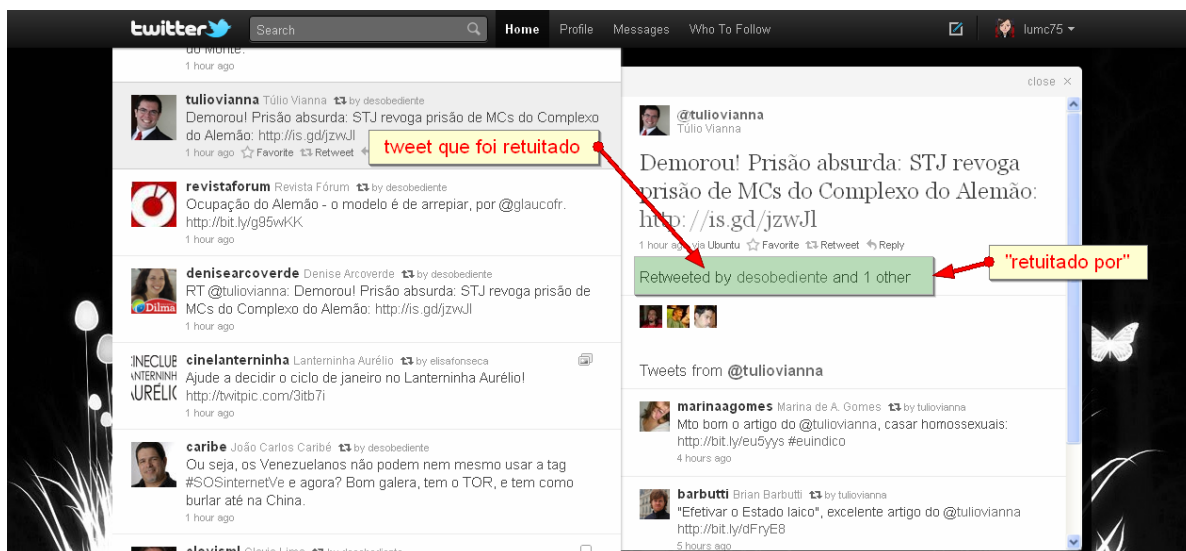 twitter
Search
Home Profile Messages Who To Follow
lumc75
do Monte.
1 hour ago
tuliovianna Túlio Vianna by desobediente
Demorou! Prisão absurda: STJ revoga prisão de MCs do Complexo
do Alemão: http://is.gd/jzwJl
1 hour ago Favorite Retweet
tweet que foi retuitado
revistaforum Revista Fórum by desobediente
Ocupação do Alemão - o modelo é de arrepiar, por @glaucofr.
http://bit.ly/g95wKK
1 hour ago
Dilma
denisearcoverde Denise Arcoverde by desobediente
RT @tuliovianna: Demorou! Prisão absurda: STJ revoga prisão de
MCs do Complexo do Alemão: http://is.gd/jzwJl
1 hour ago
INECLUB
ANTERNINH
AURÉLIO
cinelanterninha Lanterninha Aurélio by elisafonseca
Ajude a decidir o ciclo de janeiro no Lanterninha Aurélio!
http://twitpic.com/3itb7i
1 hour ago
caribe João Carlos Caribé by desobediente
Ou seja, os Venezuelanos não podem nem mesmo usar a tag
#SOSinternetVe e agora? Bom galera, tem o TOR, e tem como
burlar até na China.
1 hour ago
close ×
@tuliovianna
Túlio Vianna
Demorou! Prisão absurda: STJ revoga
prisão de MCs do Complexo do Alemão:
http://is.gd/jzwJl
1 hour ago via Ubuntu Favorite Retweet Reply
Retweeted by desobediente and 1 other
"retuitado por"
Tweets from @tuliovianna
marinaagomes Marina de A. Gomes by tuliovianna
Mto bom o artigo do @tuliovianna, casar homossexuais:
http://bit.ly/eu5yys #euindico
4 hours ago
barbutti Brian Barbutti by tuliovianna
"Efetivar o Estado laico", excelente artigo do @tuliovianna
http://bit.ly/dFryE8
5 hours ago